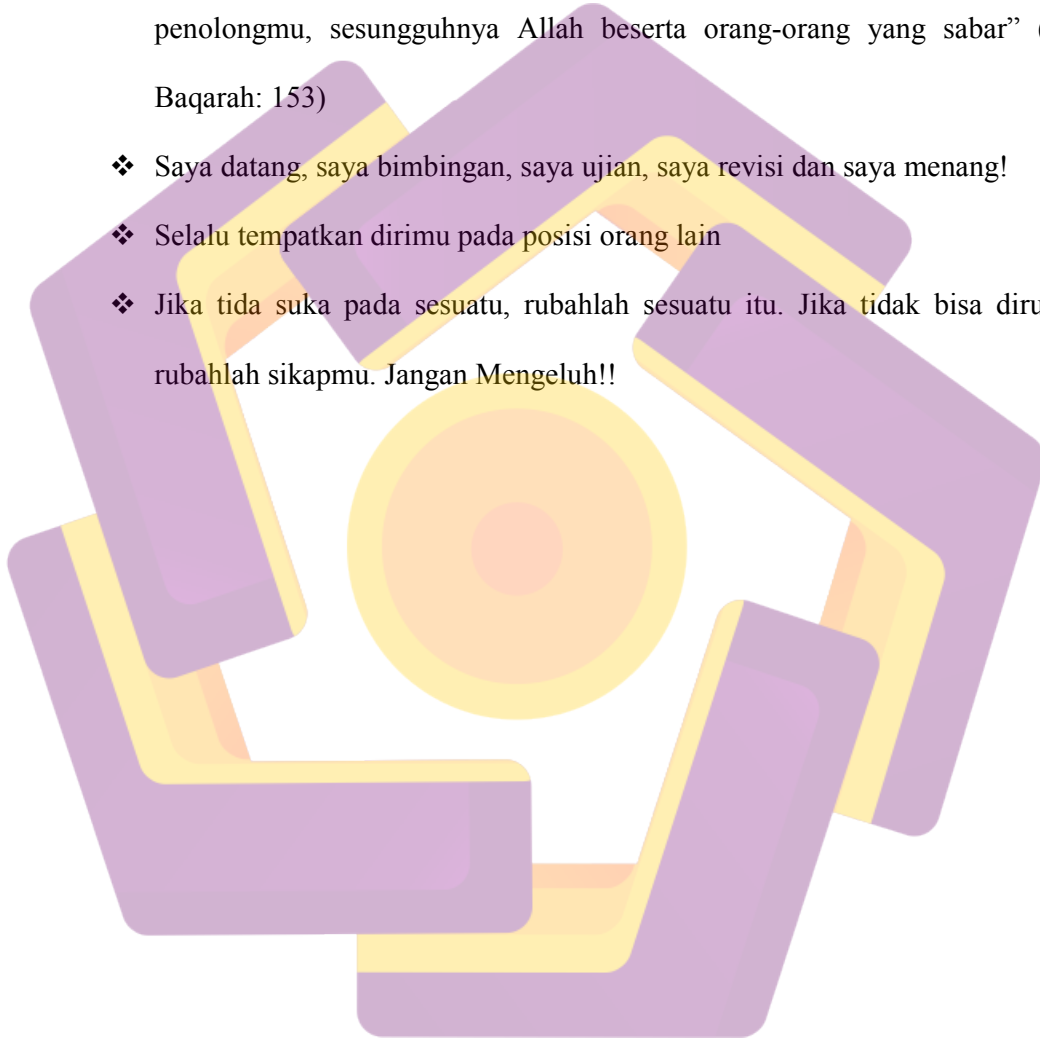 penolongmu, sesungguhnya Allah beserta orang-orang yang sabar” (
Baqarah: 153)
❖ Saya datang, saya bimbingan, saya ujian, saya revisi dan saya menang!
❖ Selalu tempatkan dirimu pada posisi orang lain
❖ Jika tida suka pada sesuatu, rubahlah sesuatu itu. Jika tidak bisa
rubahlah sikapmu. Jangan Mengeluh!!